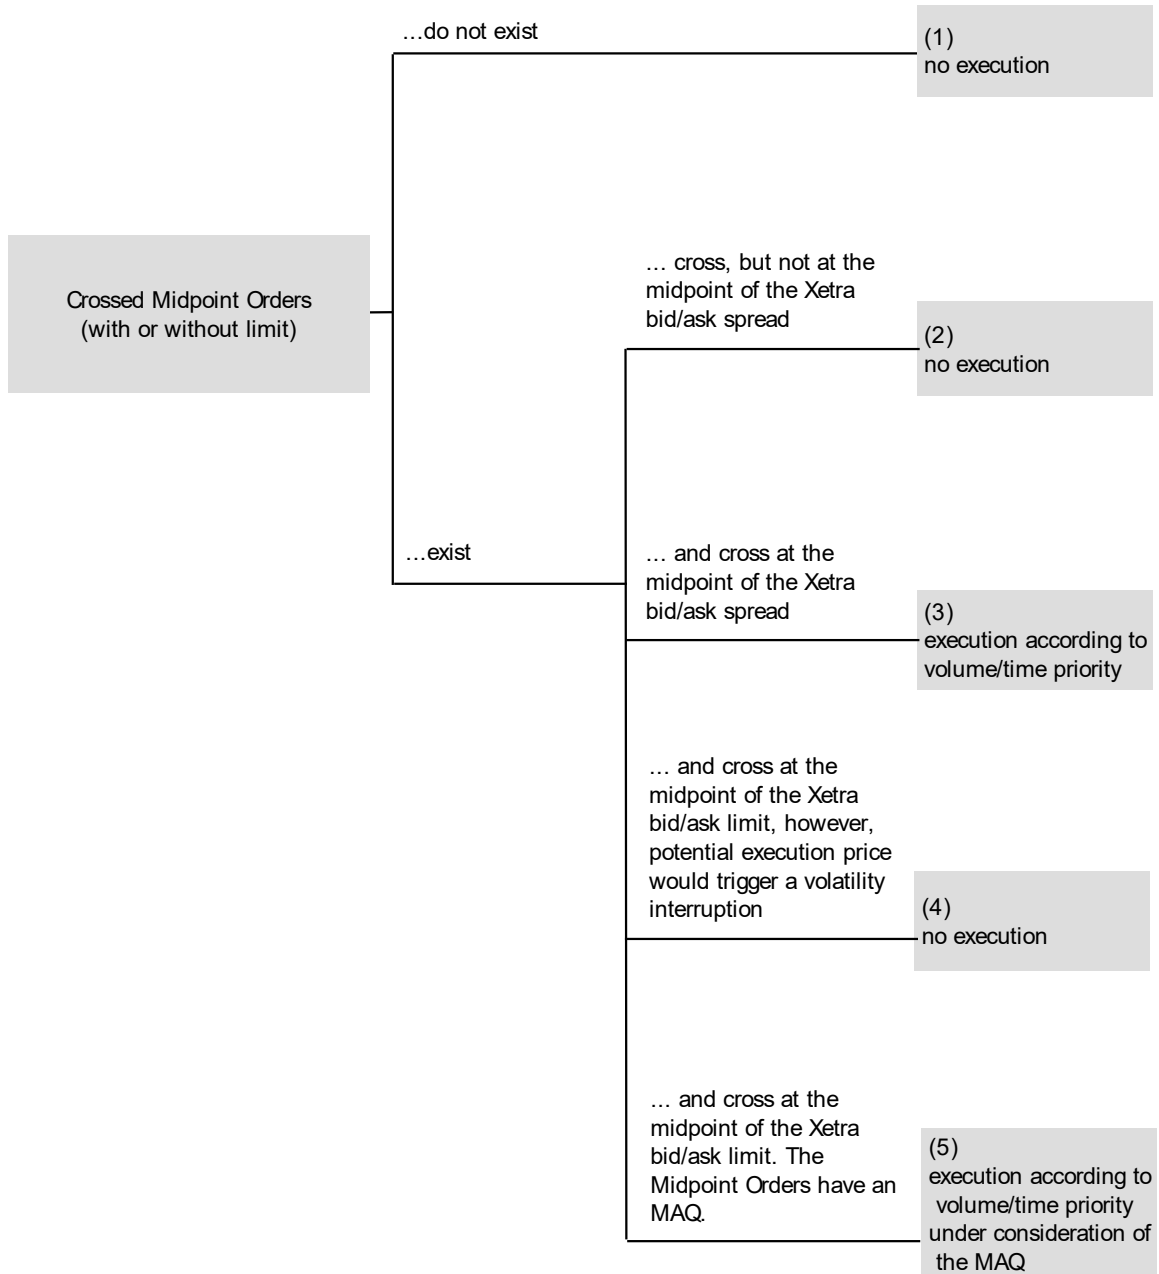 …do not exist
(1)
no execution
Crossed Midpoint Orders
(with or without limit)
… cross, but not at the
midpoint of the Xetra
bid/ask spread
(2)
no execution
…exist
… and cross at the
midpoint of the Xetra
bid/ask spread
(3)
execution according to
volume/time priority
… and cross at the
midpoint of the Xetra
bid/ask limit, however,
potential execution price
would trigger a volatility
interruption
(4)
no execution
… and cross at the
midpoint of the Xetra
bid/ask limit. The
Midpoint Orders have an
MAQ.
(5)
execution according to
volume/time priority
under consideration of
the MAQ